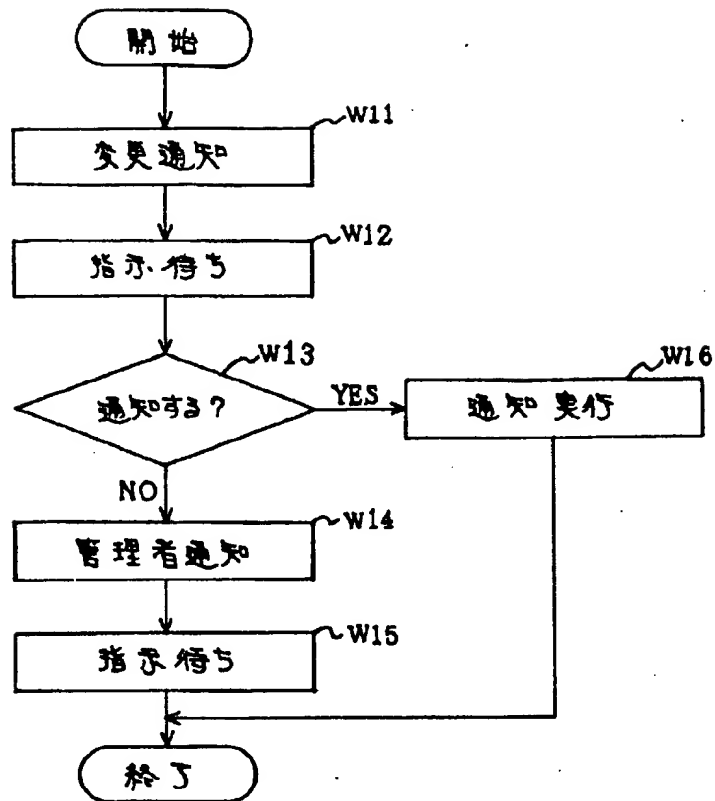 開始
W11
変更通知
W12
指示待ち
W13
通知する?
YES
W16
通知実行
NO
W14
管理者通知
W15
指示待ち
終了